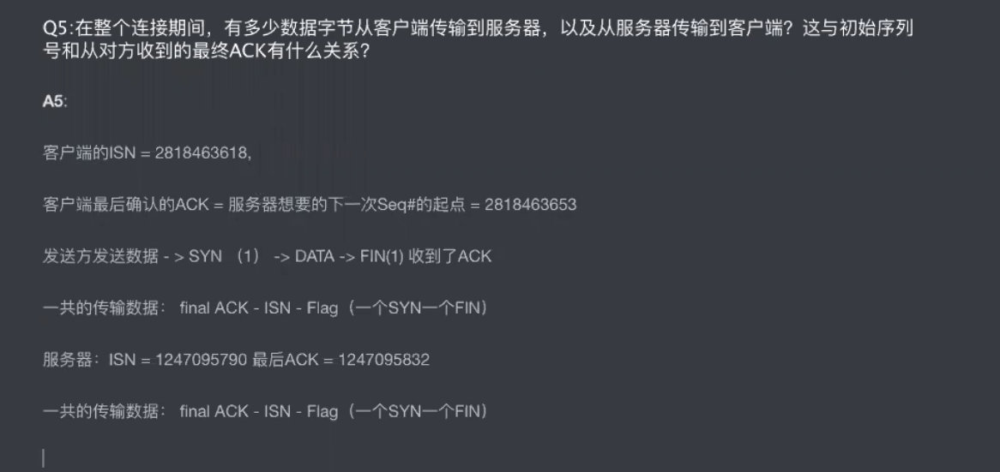 Q5:在整个连接期间，有多少数据字节从客户端传输到服务器，以及从服务器传输到客户端？这与初始序列
号和从对方收到的最终ACK有什么关系？
A5:
客户端的ISN = 2818463618,
客户端最后确认的ACK = 服务器想要的下一次Seq#的起点 = 2818463653
发送方发送数据 - > SYN （1） -> DATA -> FIN(1) 收到了ACK
一共的传输数据： final ACK - ISN - Flag（一个SYN一个FIN）
服务器：ISN = 1247095790 最后ACK = 1247095832
一共的传输数据： final ACK - ISN - Flag（一个SYN一个FIN）